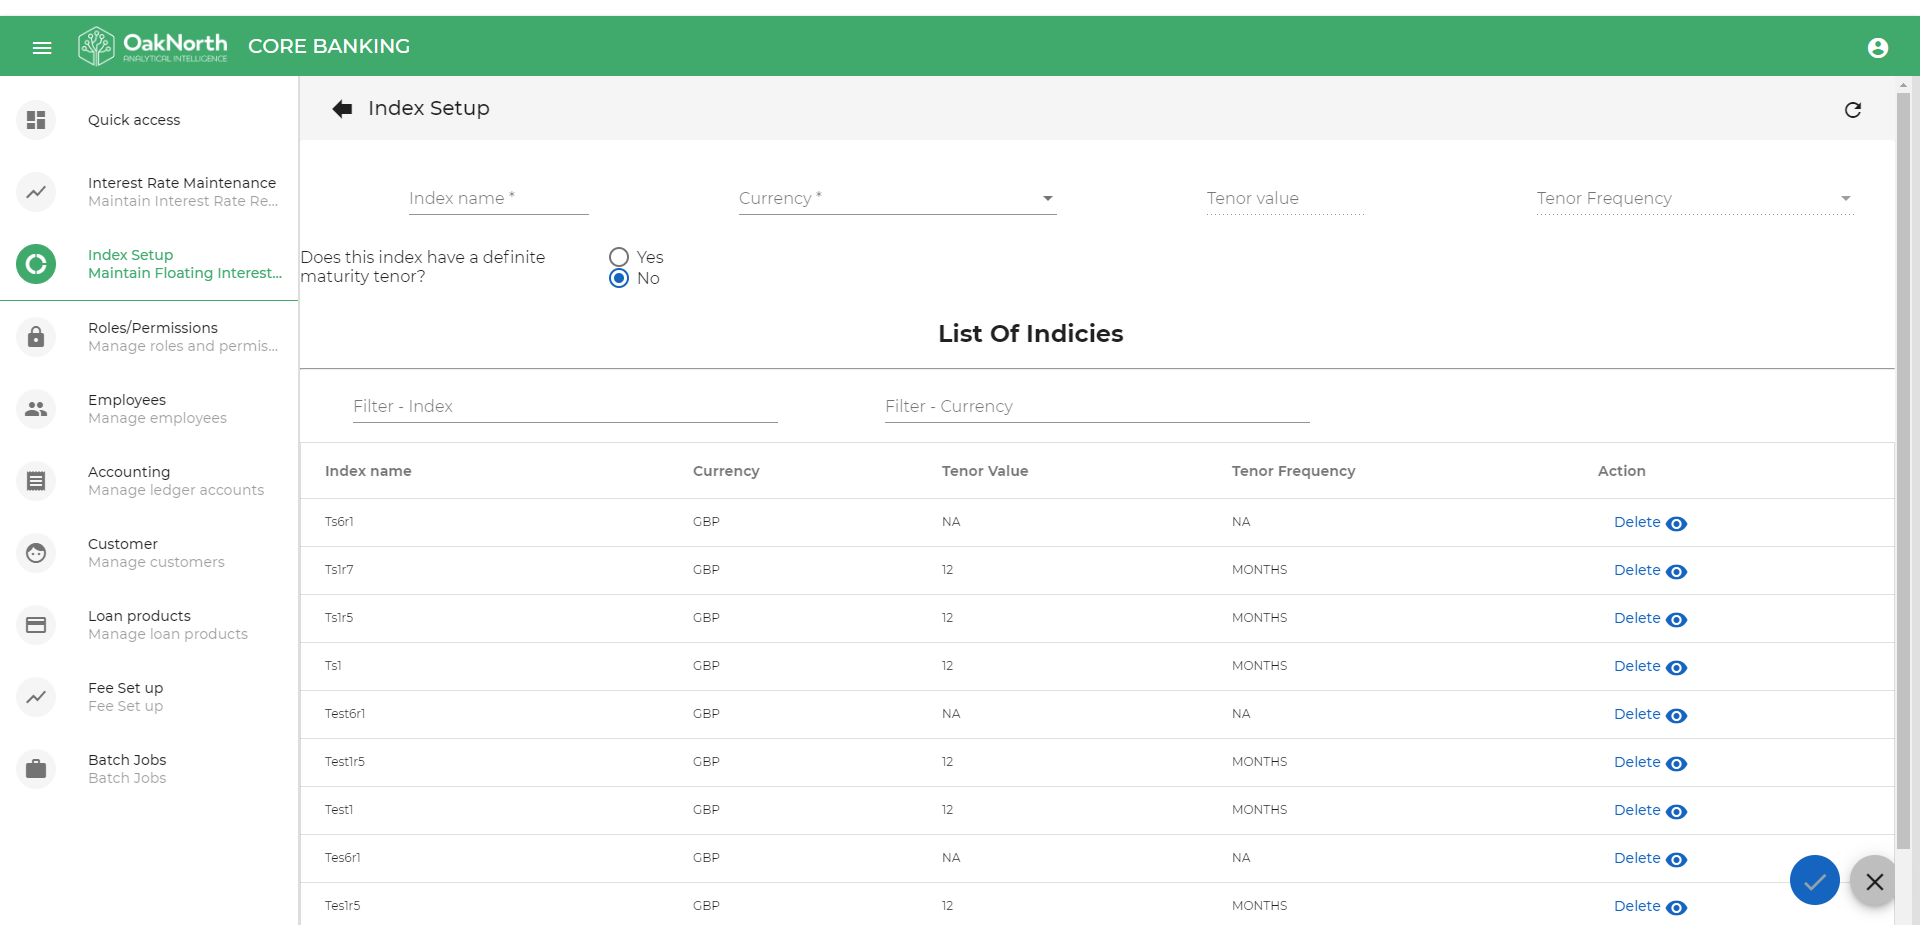 OakNorth
ANALYTICAL INTELLIGENCE
CORE BANKING
Quick access
Interest Rate Maintenance
Maintain Interest Rate Re...
Index Setup
Maintain Floating Interest...
Roles/Permissions
Manage roles and permis...
Employees
Manage employees
Accounting
Manage ledger accounts
Customer
Manage customers
Loan products
Manage loan products
Fee Set up
Fee Set up
Batch Jobs
Batch Jobs
Index Setup
Index name * Currency * Tenor value Tenor Frequency
Does this index have a definite
maturity tenor?
Yes
No
List Of Indicies
Filter - Index Filter - Currency
Index name Currency Tenor Value Tenor Frequency Action
Ts6r1 GBP NA NA Delete
Ts1r7 GBP 12 MONTHS Delete
Ts1r5 GBP 12 MONTHS Delete
Ts1 GBP 12 MONTHS Delete
Test6r1 GBP NA NA Delete
Test1r5 GBP 12 MONTHS Delete
Test1 GBP 12 MONTHS Delete
Tes6r1 GBP NA NA Delete
Tes1r5 GBP 12 MONTHS Delete